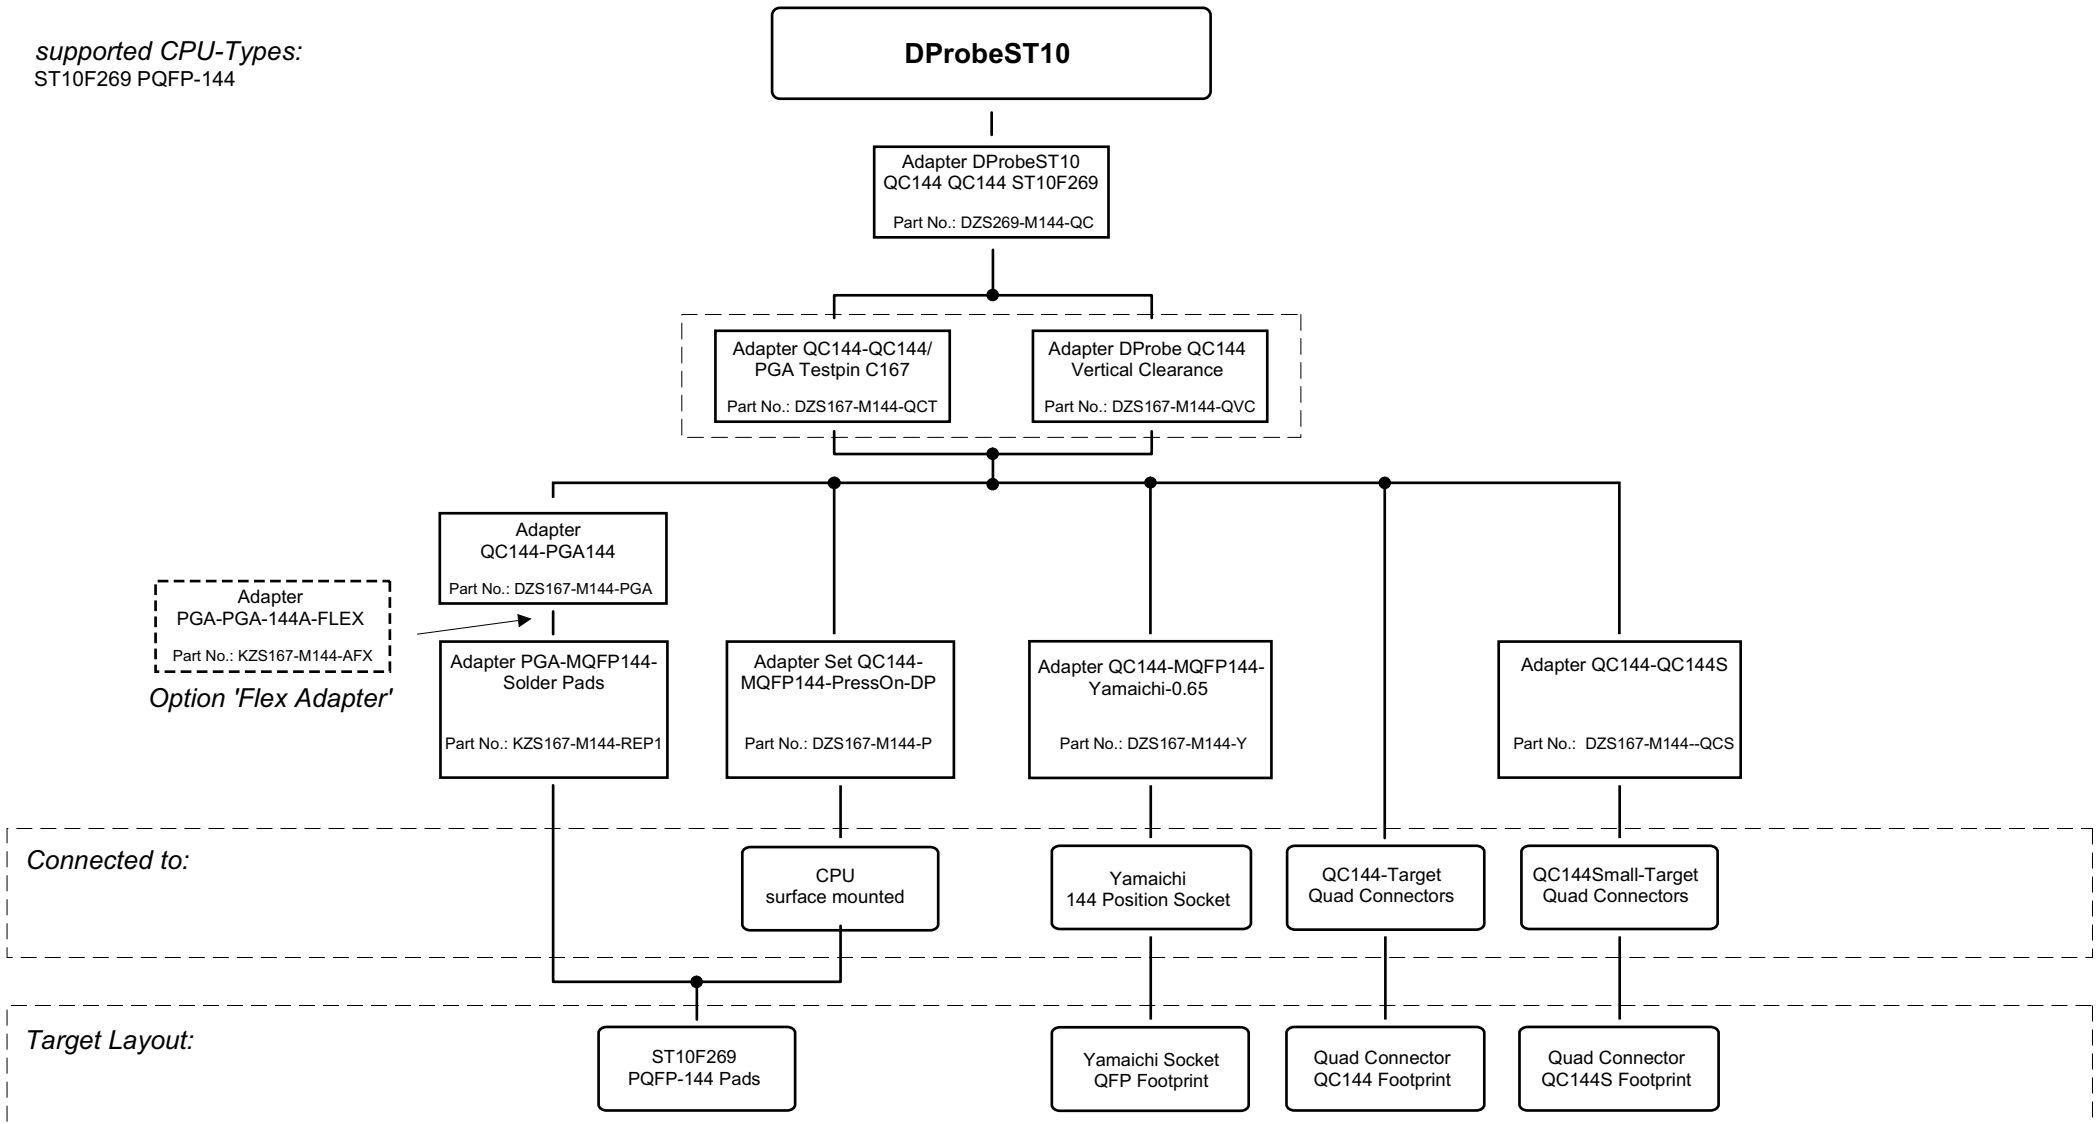 supported CPU-Types:
ST10F269 PQFP-144
DProbeST10
Adapter DProbeST10
QC144 QC144 ST10F269
Part No.: DZS269-M144-QC
Adapter QC144-QC144/
PGA Testpin C167
Part No.: DZS167-M144-QCT
Adapter DProbe QC144
Vertical Clearance
Part No.: DZS167-M144-QVC
Adapter
QC144-PGA144
Part No.: DZS167-M144-PGA
Adapter
PGA-PGA-144A-FLEX
Part No.: KZS167-M144-AFX
Option 'Flex Adapter'
Adapter PGA-MQFP144-
Solder Pads
Part No.: KZS167-M144-REP1
Adapter Set QC144-
MQFP144-PressOn-DP
Part No.: DZS167-M144-P
Adapter QC144-MQFP144-
Yamaichi-0.65
Part No.: DZS167-M144-Y
Adapter QC144-QC144S
Part No.: DZS167-M144--QCS
Connected to:
CPU
surface mounted
Yamaichi
144 Position Socket
QC144-Target
Quad Connectors
QC144Small-Target
Quad Connectors
Target Layout:
ST10F269
PQFP-144 Pads
Yamaichi Socket
QFP Footprint
Quad Connector
QC144 Footprint
Quad Connector
QC144S Footprint